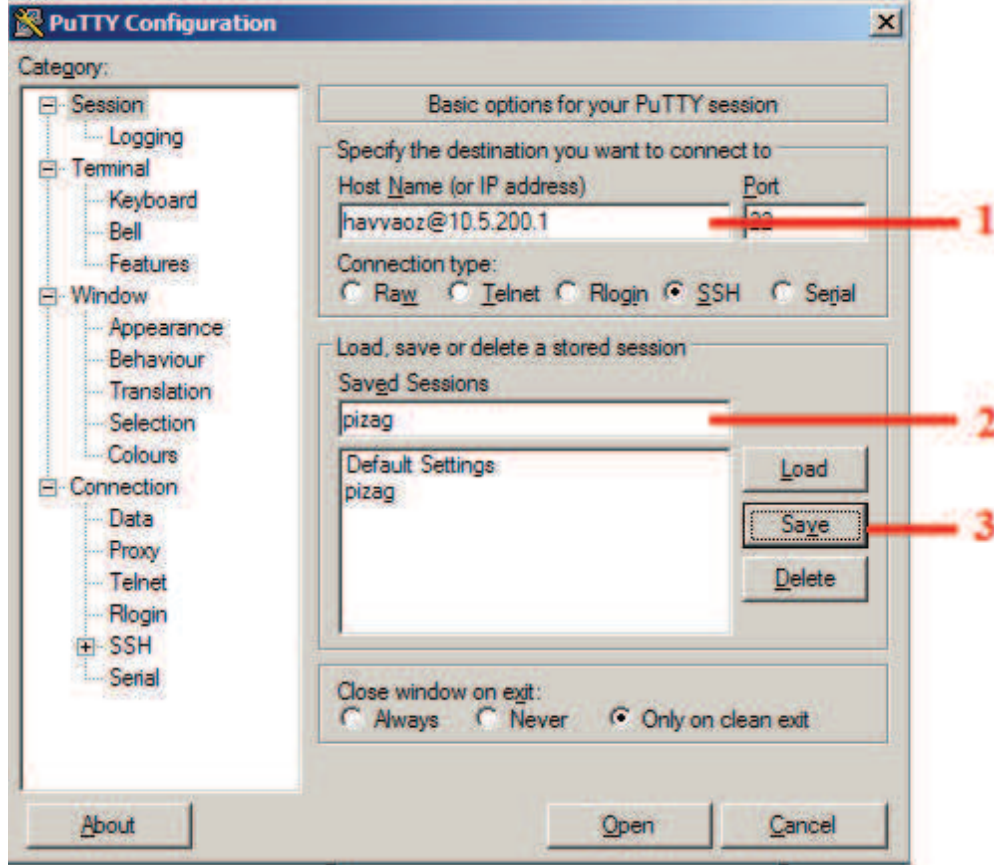 PuTTY Configuration
Category:
Session
Logging
Terminal
Keyboard
Bell
Features
Window
Appearance
Behaviour
Translation
Selection
Colours
Connection
Data
Proxy
Telnet
Rlogin
SSH
Serial
Basic options for your PuTTY session
Specify the destination you want to connect to
Host Name (or IP address) Port
havvaoz@10.5.200.1 22 1
Connection type:
Raw Telnet Rlogin SSH Serial
Load, save or delete a stored session
Saved Sessions
pizag 2
Default Settings Load
pizag
Save 3
Delete
Close window on exit:
Always Never Only on clean exit
About Open Cancel